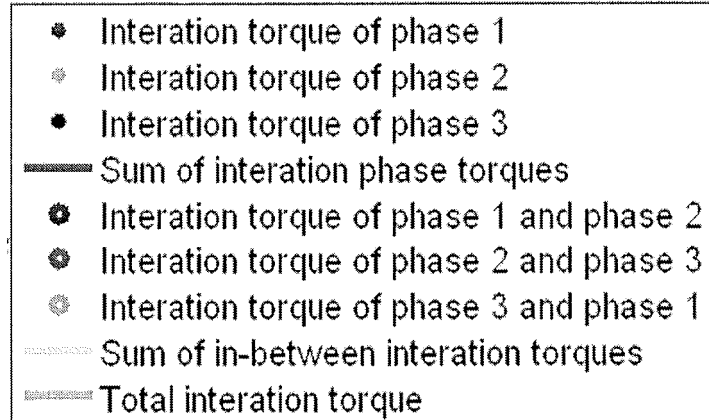 Interation torque of phase 1
Interation torque of phase 2
Interation torque of phase 3
Sum of interation phase torques
Interation torque of phase 1 and phase 2
Interation torque of phase 2 and phase 3
Interation torque of phase 3 and phase 1
Sum of in-between interation torques
Total interation torque